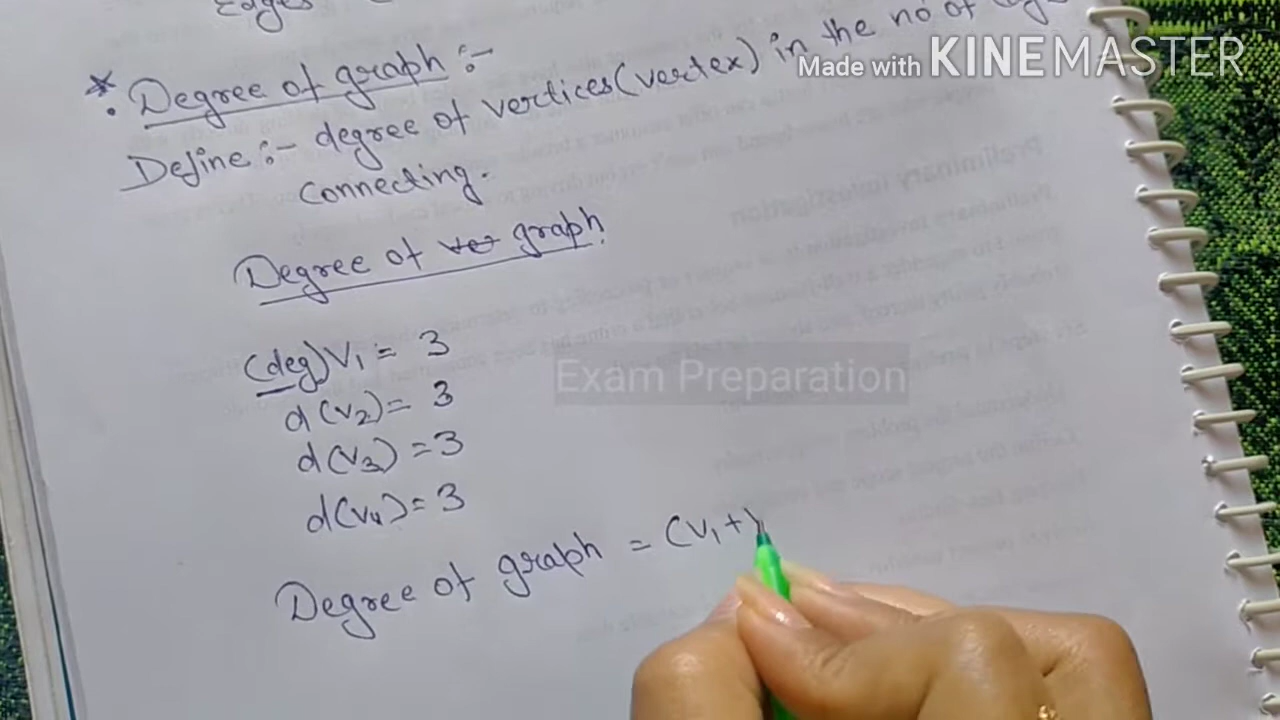 Edges
* Degree of graph :-
Define :- degree of vertices (vertex) in the no of
connecting.
Degree of ver graph.
(deg) V1 = 3
d(v2) = 3
d(v3) = 3
d(v4) = 3
Degree of graph = (V1 +
Made with KINEMASTER
Exam Preparation